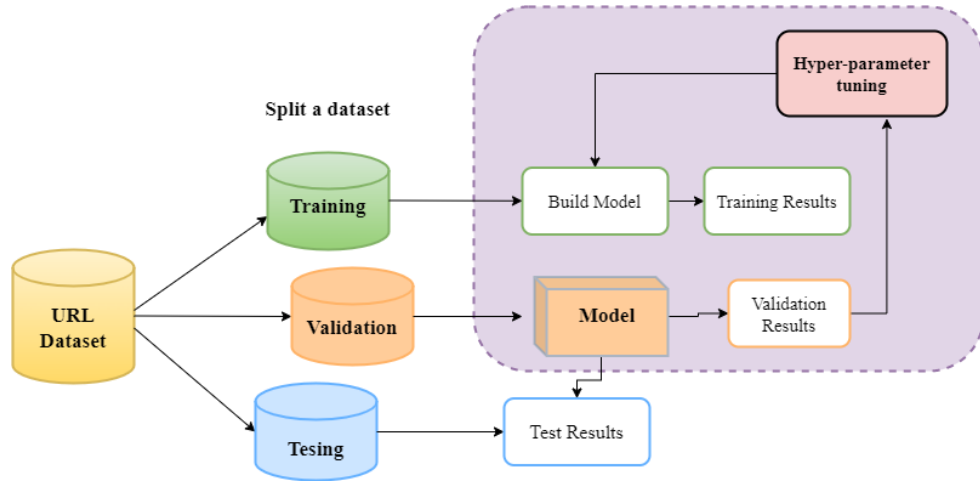 Hyper-parameter
tuning
Split a dataset
Training
Build Model
Training Results
URL
Dataset
Validation
Model
Validation
Results
Tesing
Test Results